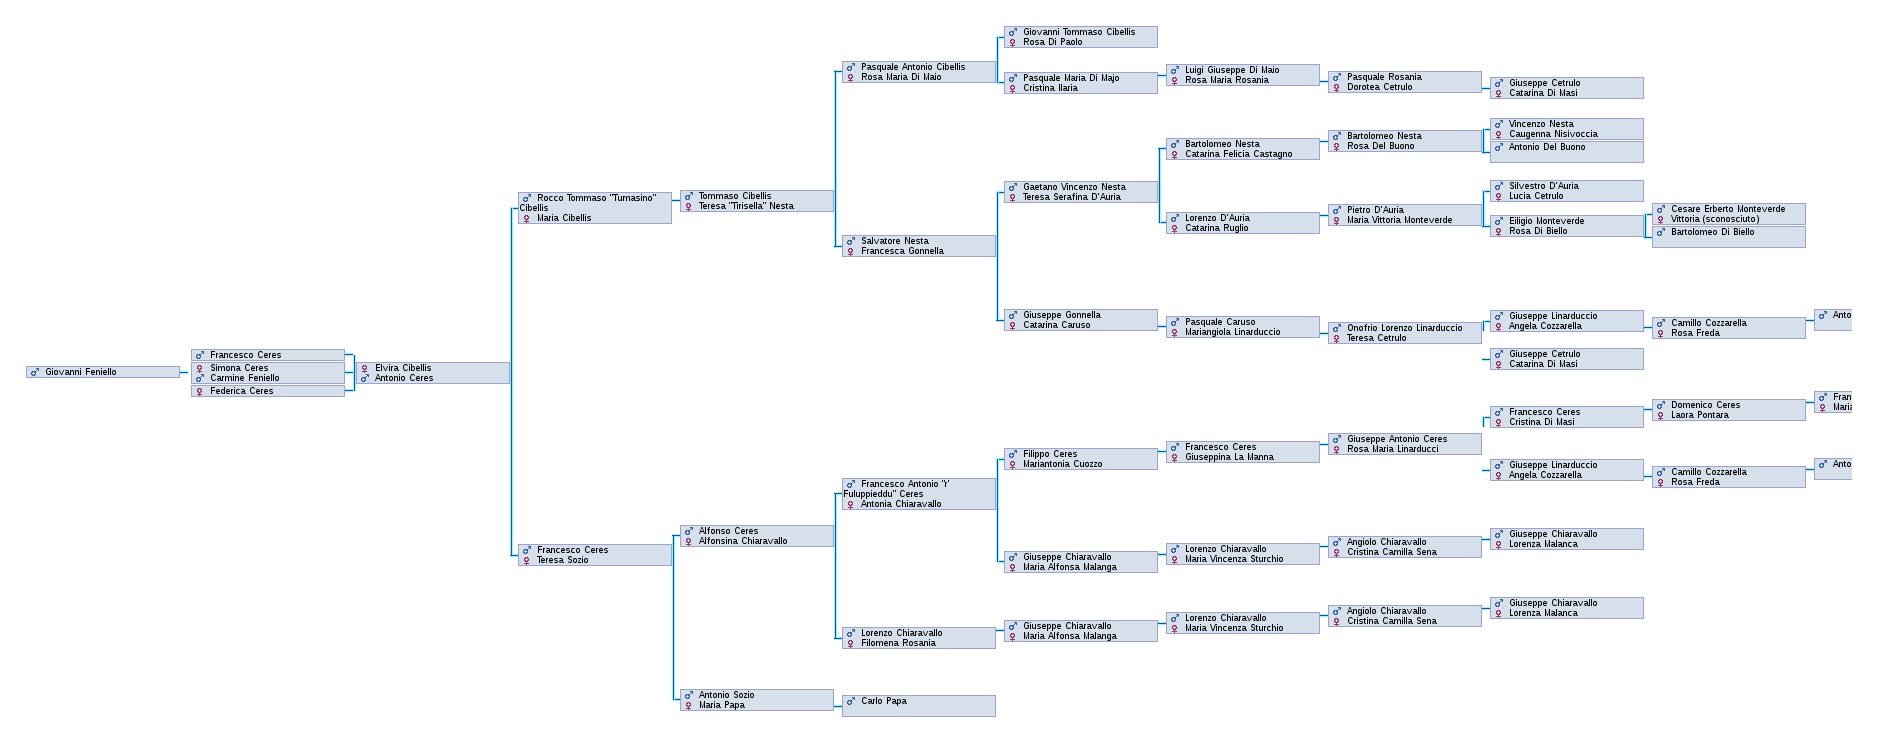 Giovanni Feniello
Francesco Ceres
Simona Ceres
Carmine Feniello
Federica Ceres
Elvira Cibellis
Antonio Ceres
Rocco Tommaso "Tumasino"
Cibellis
Maria Cibellis
Francesco Ceres
Teresa Sozio
Tommaso Cibellis
Teresa "Tirisella" Nesta
Alfonso Ceres
Alfonsina Chiaravallo
Antonio Sozio
Maria Papa
Pasquale Antonio Cibellis
Rosa Maria Di Maio
Salvatore Nesta
Francesca Gonnella
Francesco Antonio "r'
Fuluppieddu" Ceres
Antonia Chiaravallo
Lorenzo Chiaravallo
Filomena Rosania
Carlo Papa
Giovanni Tommaso Cibellis
Rosa Di Paolo
Pasquale Maria Di Majo
Cristina Ilaria
Gaetano Vincenzo Nesta
Teresa Serafina D'Auria
Giuseppe Gonnella
Catarina Caruso
Filippo Ceres
Mariantonia Cuozzo
Giuseppe Chiaravallo
Maria Alfonsa Malanga
Giuseppe Chiaravallo
Maria Alfonsa Malanga
Luigi Giuseppe Di Maio
Rosa Maria Rosania
Bartolomeo Nesta
Catarina Felicia Castagno
Lorenzo D'Auria
Catarina Ruglio
Pasquale Caruso
Mariangiola Linarduccio
Francesco Ceres
Giuseppina La Manna
Lorenzo Chiaravallo
Maria Vincenza Sturchio
Lorenzo Chiaravallo
Maria Vincenza Sturchio
Pasquale Rosania
Dorotea Cetrulo
Bartolomeo Nesta
Rosa Del Buono
Pietro D'Auria
Maria Vittoria Monteverde
Onofrio Lorenzo Linarduccio
Teresa Cetrulo
Giuseppe Antonio Ceres
Rosa Maria Linarducci
Angiolo Chiaravallo
Cristina Camilla Sena
Angiolo Chiaravallo
Cristina Camilla Sena
Giuseppe Cetrulo
Catarina Di Masi
Vincenzo Nesta
Caugenna Nisivoccia
Antonio Del Buono
Silvestro D'Auria
Lucia Cetrulo
Eiligio Monteverde
Rosa Di Biello
Giuseppe Linarduccio
Angela Cozzarella
Giuseppe Cetrulo
Catarina Di Masi
Francesco Ceres
Cristina Di Masi
Giuseppe Linarduccio
Angela Cozzarella
Giuseppe Chiaravallo
Lorenza Malanca
Giuseppe Chiaravallo
Lorenza Malanca
Cesare Erberto Monteverde
Vittoria (sconosciuto)
Bartolomeo Di Biello
Camillo Cozzarella
Rosa Freda
Domenico Ceres
Laora Pontara
Camillo Cozzarella
Rosa Freda
Anto
Fran
Maria
Anto